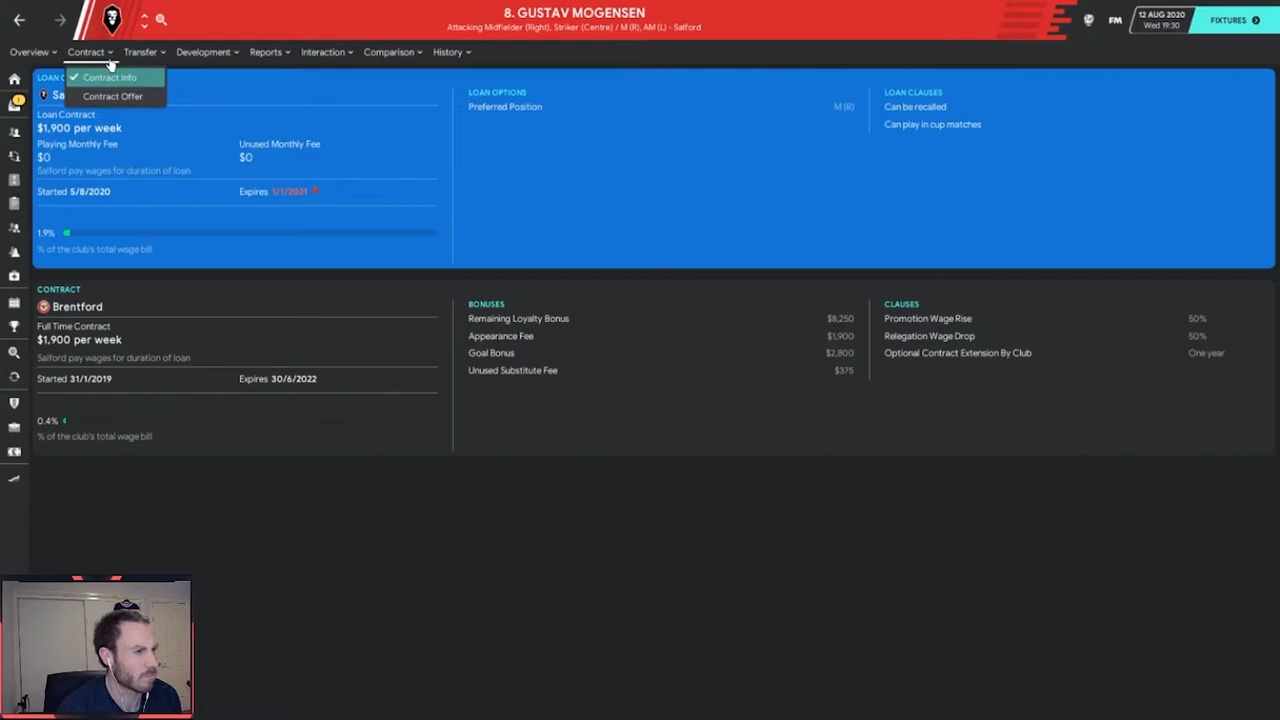 8. GUSTAV MOGENSEN
Attacking Midfielder (Right), Striker (Centre) / M (R), AM (L) - Salford
FM
12 AUG 2020
Wed 19:30
FIXTURES
Overview
Contract
Transfer
Development
Reports
Interaction
Comparison
History
Contract Info
Contract Offer
1
LOAN C
Sa
Loan Contract
$1,900 per week
Playing Monthly Fee
Unused Monthly Fee
$0
$0
Salford pay wages for duration of loan
Started 5/8/2020
Expires 1/1/2021
1.9%
% of the club's total wage bill
LOAN OPTIONS
Preferred Position
M (R)
LOAN CLAUSES
Can be recalled
Can play in cup matches
CONTRACT
Brentford
Full Time Contract
$1,900 per week
Salford pay wages for duration of loan
Started 31/1/2019
Expires 30/6/2022
0.4%
% of the club's total wage bill
BONUSES
Remaining Loyalty Bonus
$8,250
Appearance Fee
$1,900
Goal Bonus
$2,800
Unused Substitute Fee
$375
CLAUSES
Promotion Wage Rise
50%
Relegation Wage Drop
50%
Optional Contract Extension By Club
One year